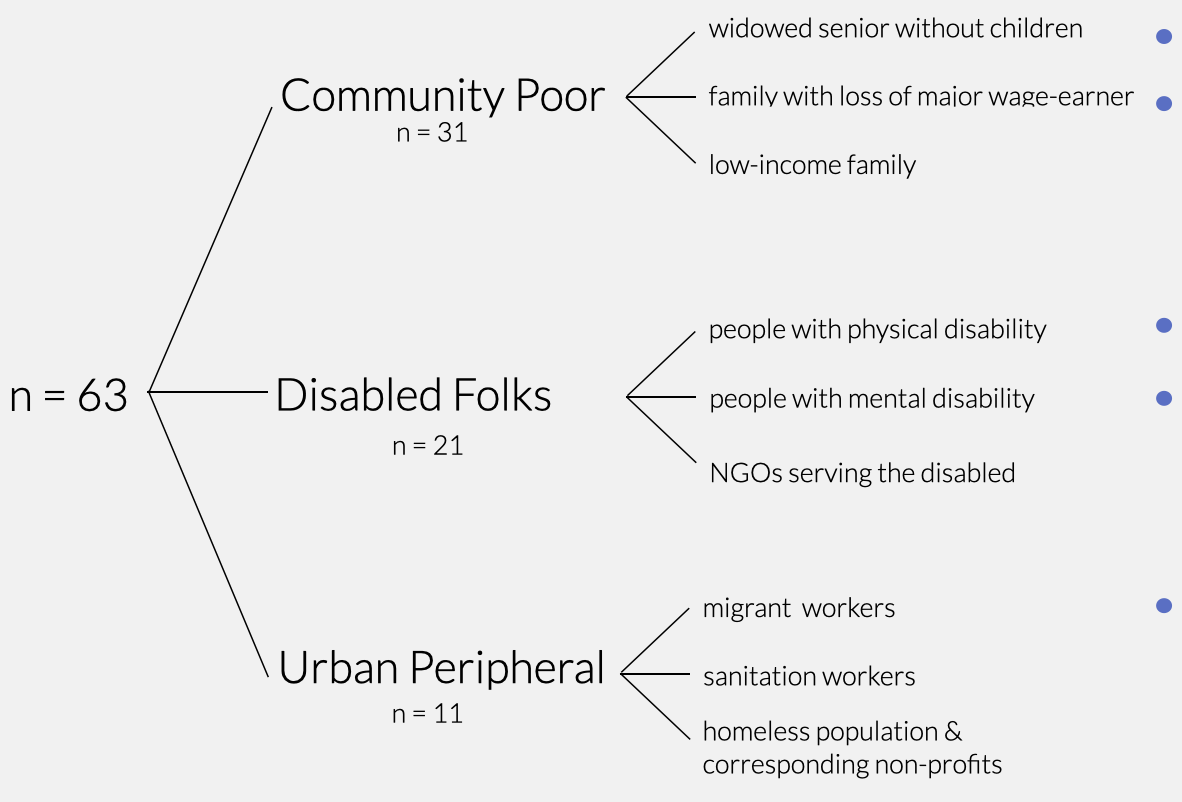 widowed senior without children
Community Poor
family with loss of major wage-earner
n = 31
low-income family
people with physical disability
n = 63
Disabled Folks
people with mental disability
n = 21
NGOs serving the disabled
migrant workers
Urban Peripheral
sanitation workers
n = 11
homeless population &
corresponding non-profits